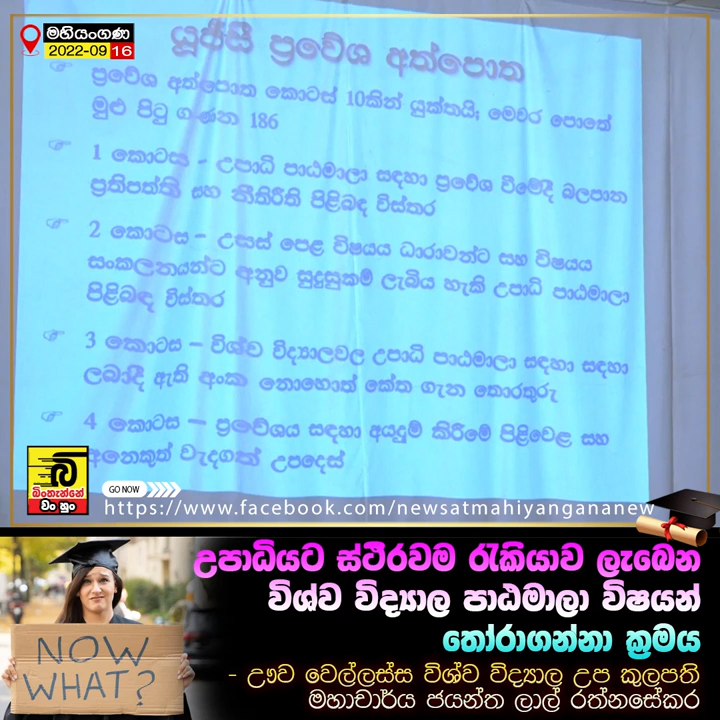 මහියංගණ
2022-09 16
යූජීසී ප්‍රවේශ අත්පොත
ප්‍රවේශ අත්පොත කොටස් 10කින් යුක්තයි; මෙවර පොතේ
මුළු පිටු ගණන 186
1 කොටස - උපාධි පාඨමාලා සඳහා ප්‍රවේශ වීමේදී බලපාන
ප්‍රතිපත්ති සහ නීතිරීති පිළිබඳ විස්තර
2 කොටස - උසස් පෙළ විෂයය ධාරාවන්ට සහ විෂයය
සංකලනයන්ට අනුව සුදුසුකම් ලැබිය හැකි උපාධි පාඨමාලා
පිළිබඳ විස්තර
3 කොටස - විශ්ව විද්‍යාලවල උපාධි පාඨමාලා සඳහා සඳහා
ලබාදී ඇති අංක නොහොත් කේත ගැන තොරතුරු
4 කොටස – ප්‍රවේශය සඳහා අයදුම් කිරීමේ පිළිවෙළ සහ
අනෙකුත් වැදගත් උපදෙස්
බි
බිංතැන්නේ
වං හුං
GO NOW
https://www.facebook.com/newsatmahiyangananew
උපාධියට ස්ථිරවම රැකියාව ලැබෙන
විශ්ව විද්‍යාල පාඨමාලා විෂයන්
තෝරාගන්නා ක්‍රමය
- ඌව වෙල්ලස්ස විශ්ව විද්‍යාල උප කුලපති
මහාචාර්ය ජයන්ත ලාල් රත්නසේකර
NOW
WHAT?